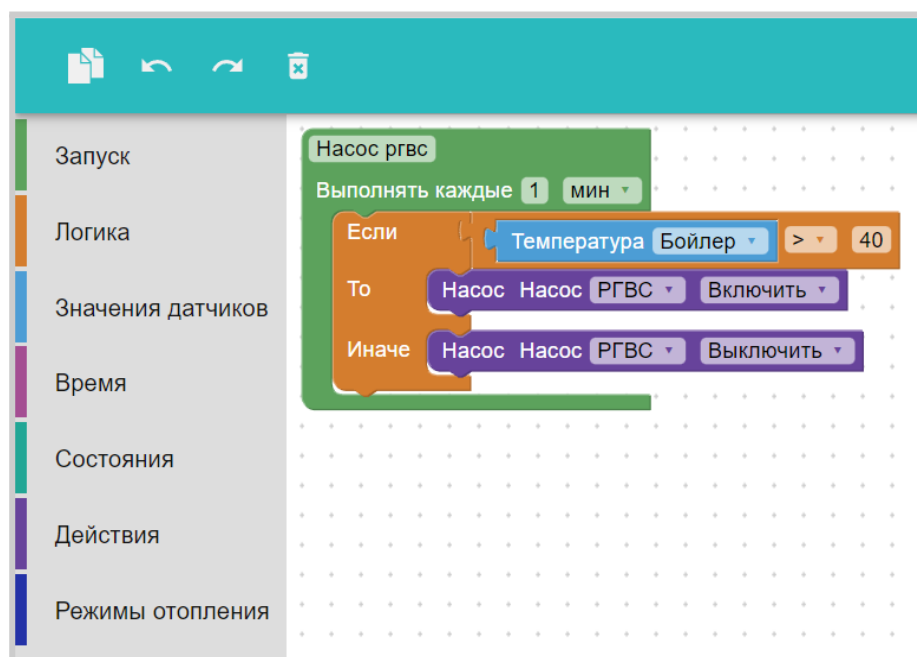 Запуск
Логика
Значения датчиков
Время
Состояния
Действия
Режимы отопления
Насос ргвс
Выполнять каждые 1 мин
Если Температура Бойлер > 40
То Насос Насос РГВС Включить
Иначе Насос Насос РГВС Выключить